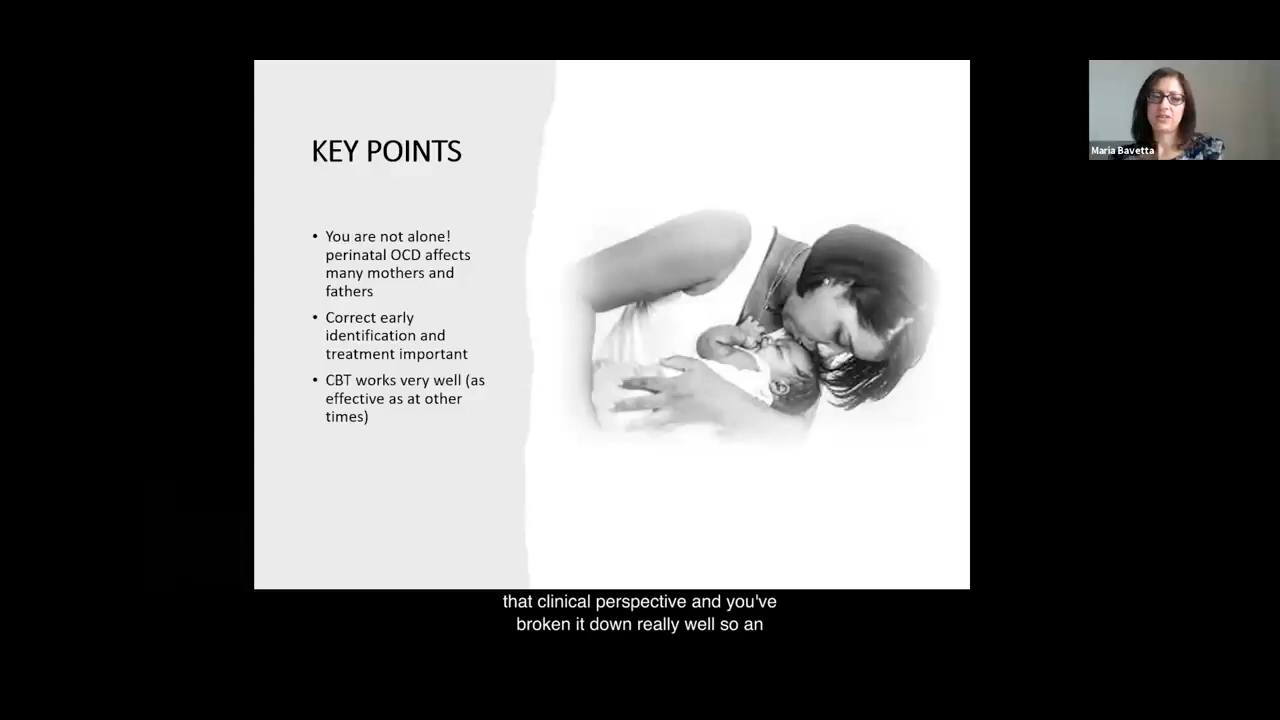 KEY POINTS
• You are not alone!
perinatal OCD affects
many mothers and
fathers
• Correct early
identification and
treatment important
• CBT works very well (as
effective as at other
times)
Maria Bavetta
that clinical perspective and you've
broken it down really well so an